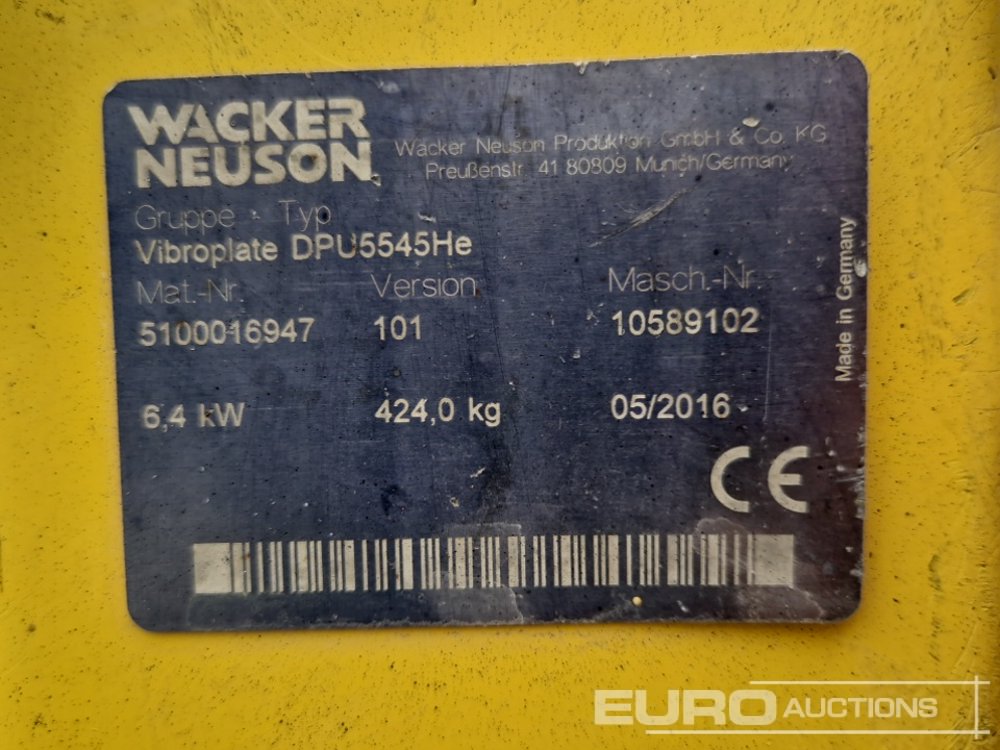 WACKER
NEUSON
Wacker Neuson Produktion GmbH & Co. KG
Preußenstr. 41 80809 Munich/Germany
Gruppe - Typ
Vibroplate DPU5545He
Mat.-Nr. Version Masch.-Nr.
5100016947 101 10589102
6,4 kW 424,0 kg 05/2016
Made in Germany
CE
EURO AUCTIONS